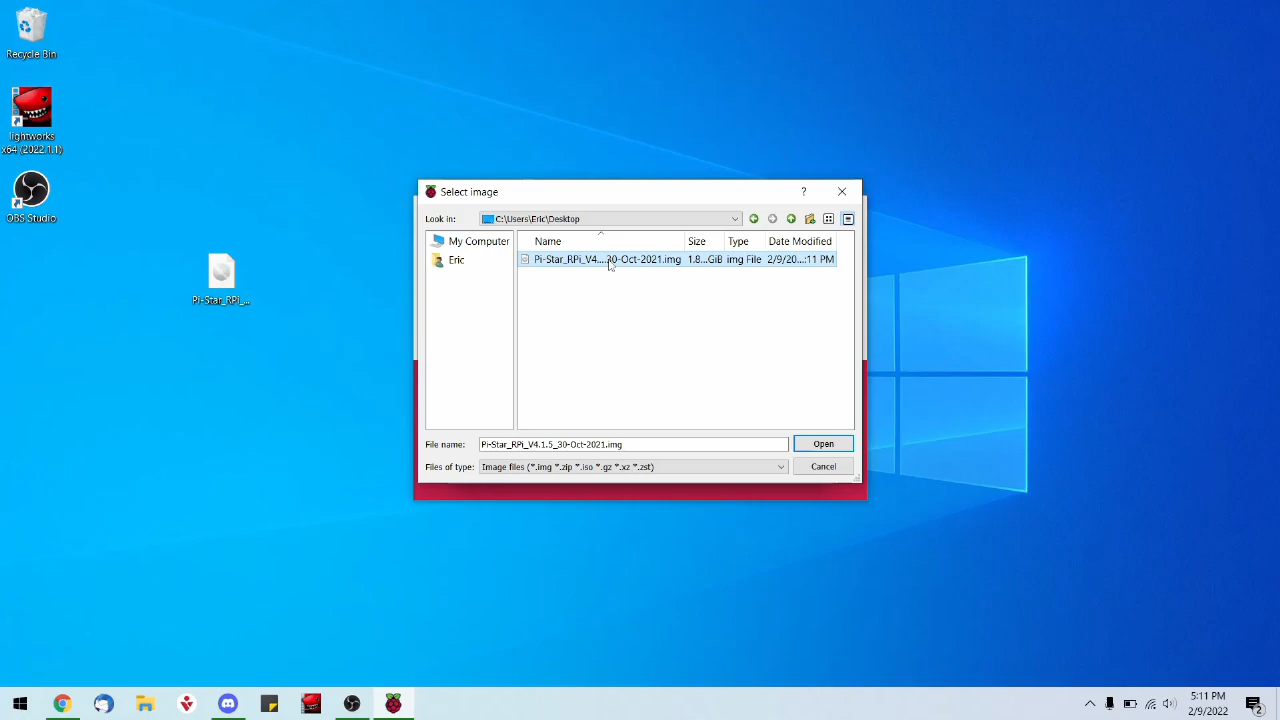 Recycle Bin
lightworks
x64 (2022.1.1)
OBS Studio
Pi-Star_RPi_...
Select image
?
Look in:
C:\Users\Eric\Desktop
My Computer
Eric
Name
Size
Type
Date Modified
Pi-Star_RPi_V4....30-Oct-2021.img
1.8...GiB
img File
2/9/20...:11 PM
File name:
Pi-Star_RPi_V4.1.5_30-Oct-2021.img
Open
Files of type:
Image files (*.img *.zip *.iso *.gz *.xz *.zst)
Cancel
5:11 PM
2/9/2022
2